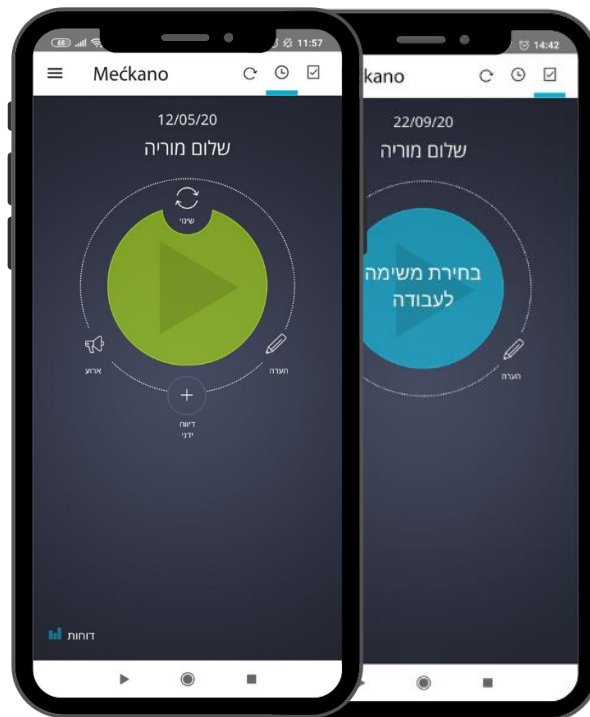 68 11:57
Mećkano
12/05/20
שלום מוריה
שינוי
ארוע
הערה
דיווח
ידני
דוחות
14:42
kano
22/09/20
שלום מוריה
בחירת משימה
לעבודה
הערה